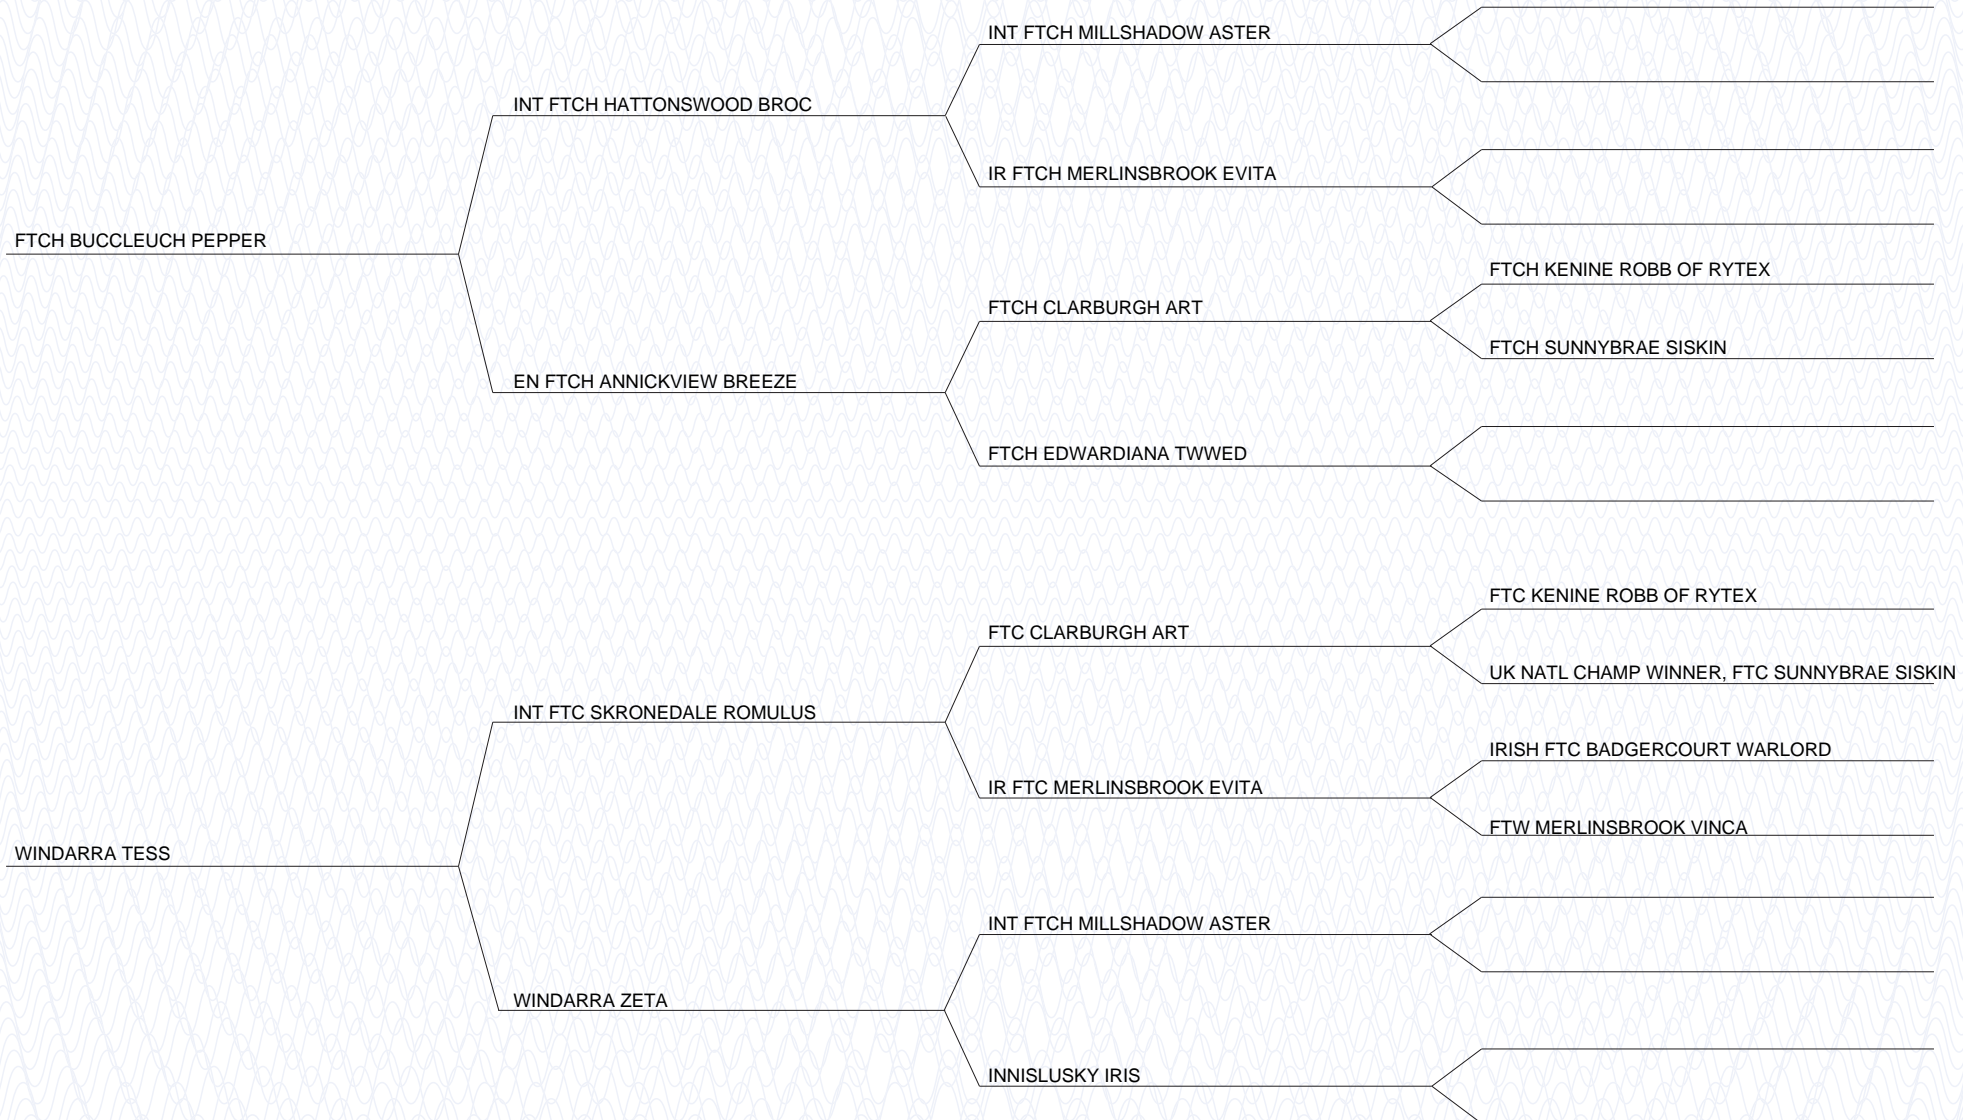 INT FTCH MILLSHADOW ASTER
INT FTCH HATTONSWOOD BROC
IR FTCH MERLINSBROOK EVITA
FTCH BUCCLEUCH PEPPER
FTCH KENINE ROBB OF RYTEX
FTCH CLARBURGH ART
FTCH SUNNYBRAE SISKIN
EN FTCH ANNICKVIEW BREEZE
FTCH EDWARDIANA TWWED
FTC KENINE ROBB OF RYTEX
FTC CLARBURGH ART
UK NATL CHAMP WINNER, FTC SUNNYBRAE SISKIN
INT FTC SKRONEDALE ROMULUS
IRISH FTC BADGERCOURT WARLORD
IR FTC MERLINSBROOK EVITA
FTW MERLINSBROOK VINCA
WINDARRA TESS
INT FTCH MILLSHADOW ASTER
WINDARRA ZETA
INNISLUSKY IRIS